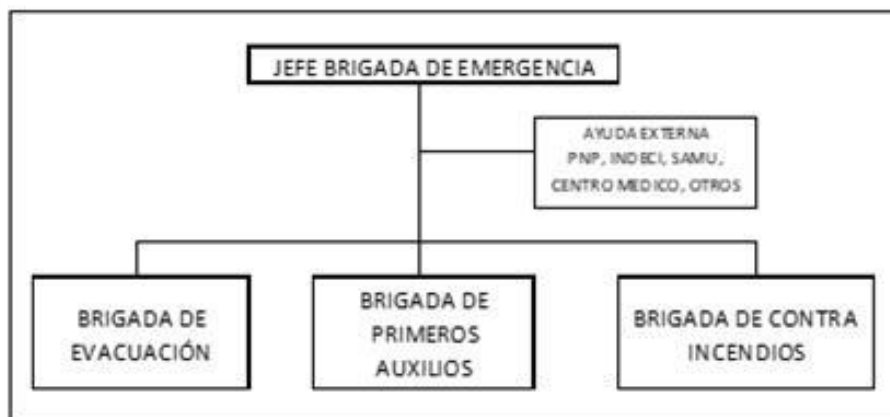 JEFE BRIGADA DE EMERGENCIA
AYUDA EXTERNA
PNP, INDECI, SAMU,
CENTRO MEDICO, OTROS
BRIGADA DE
EVACUACIÓN
BRIGADA DE
PRIMEROS
AUXILIOS
BRIGADA DE CONTRA
INCENDIOS